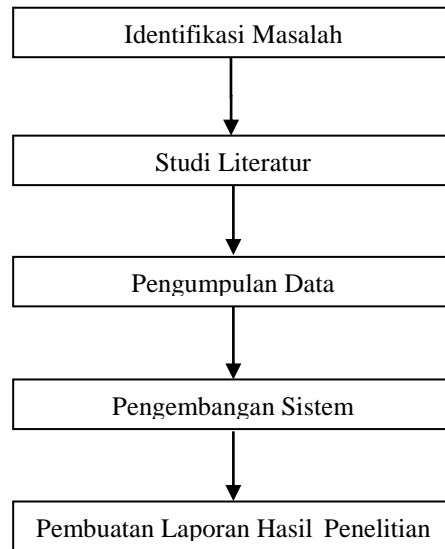 Identifikasi Masalah
Studi Literatur
Pengumpulan Data
Pengembangan Sistem
Pembuatan Laporan Hasil Penelitian